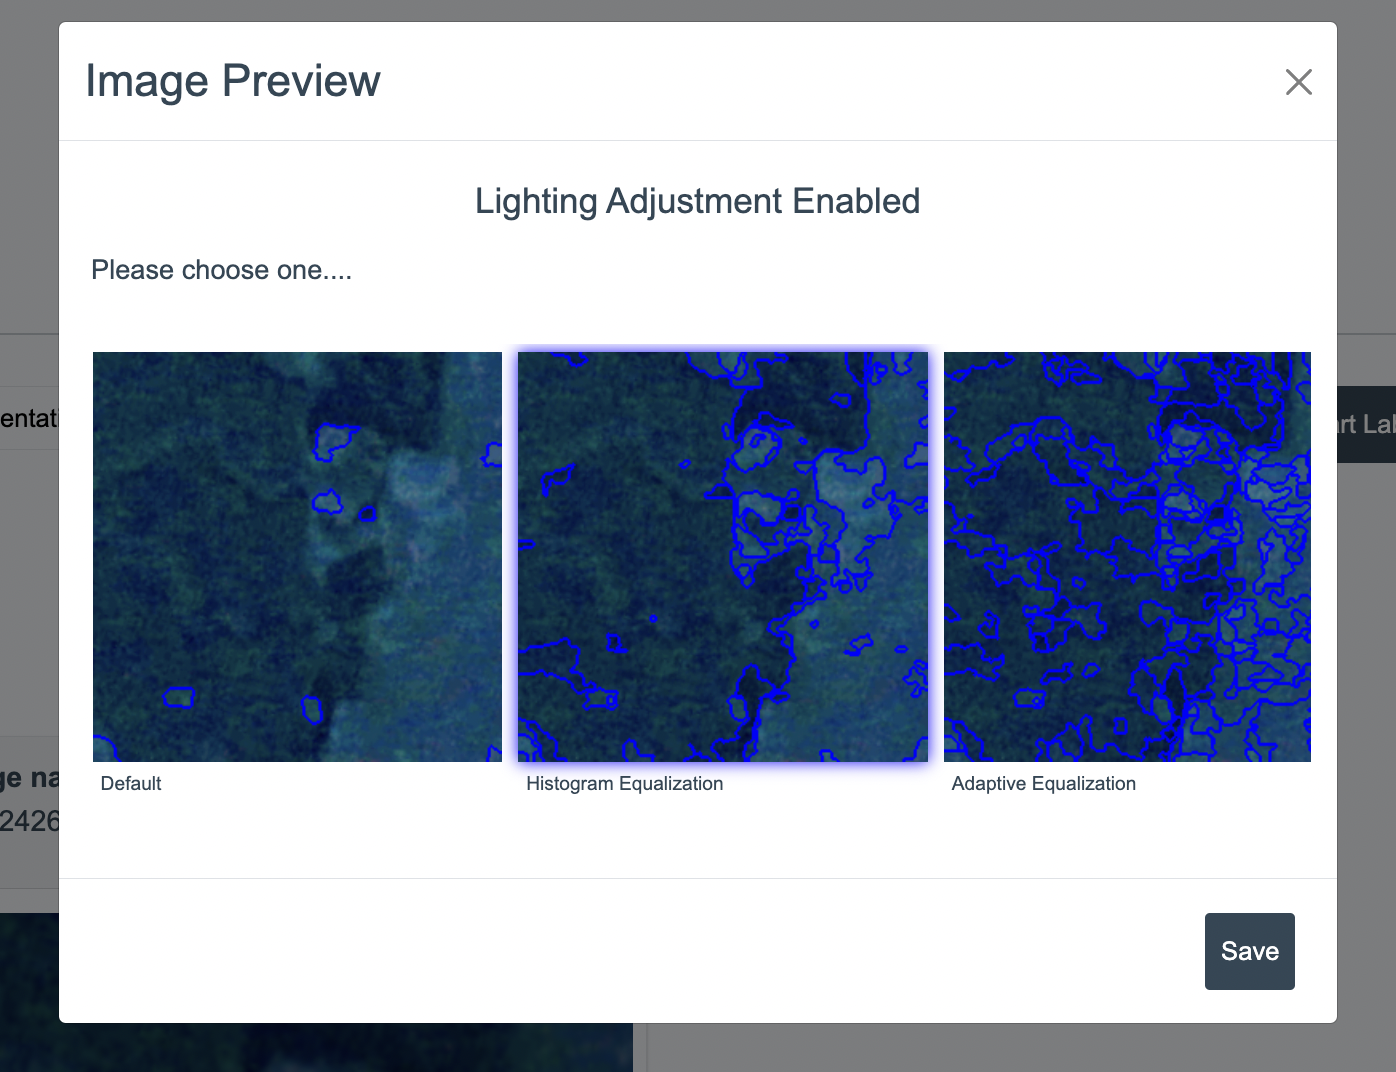 Image Preview
Lighting Adjustment Enabled
Please choose one....
entati
rt Lab
Default
Histogram Equalization
Adaptive Equalization
ge na
2426
Save